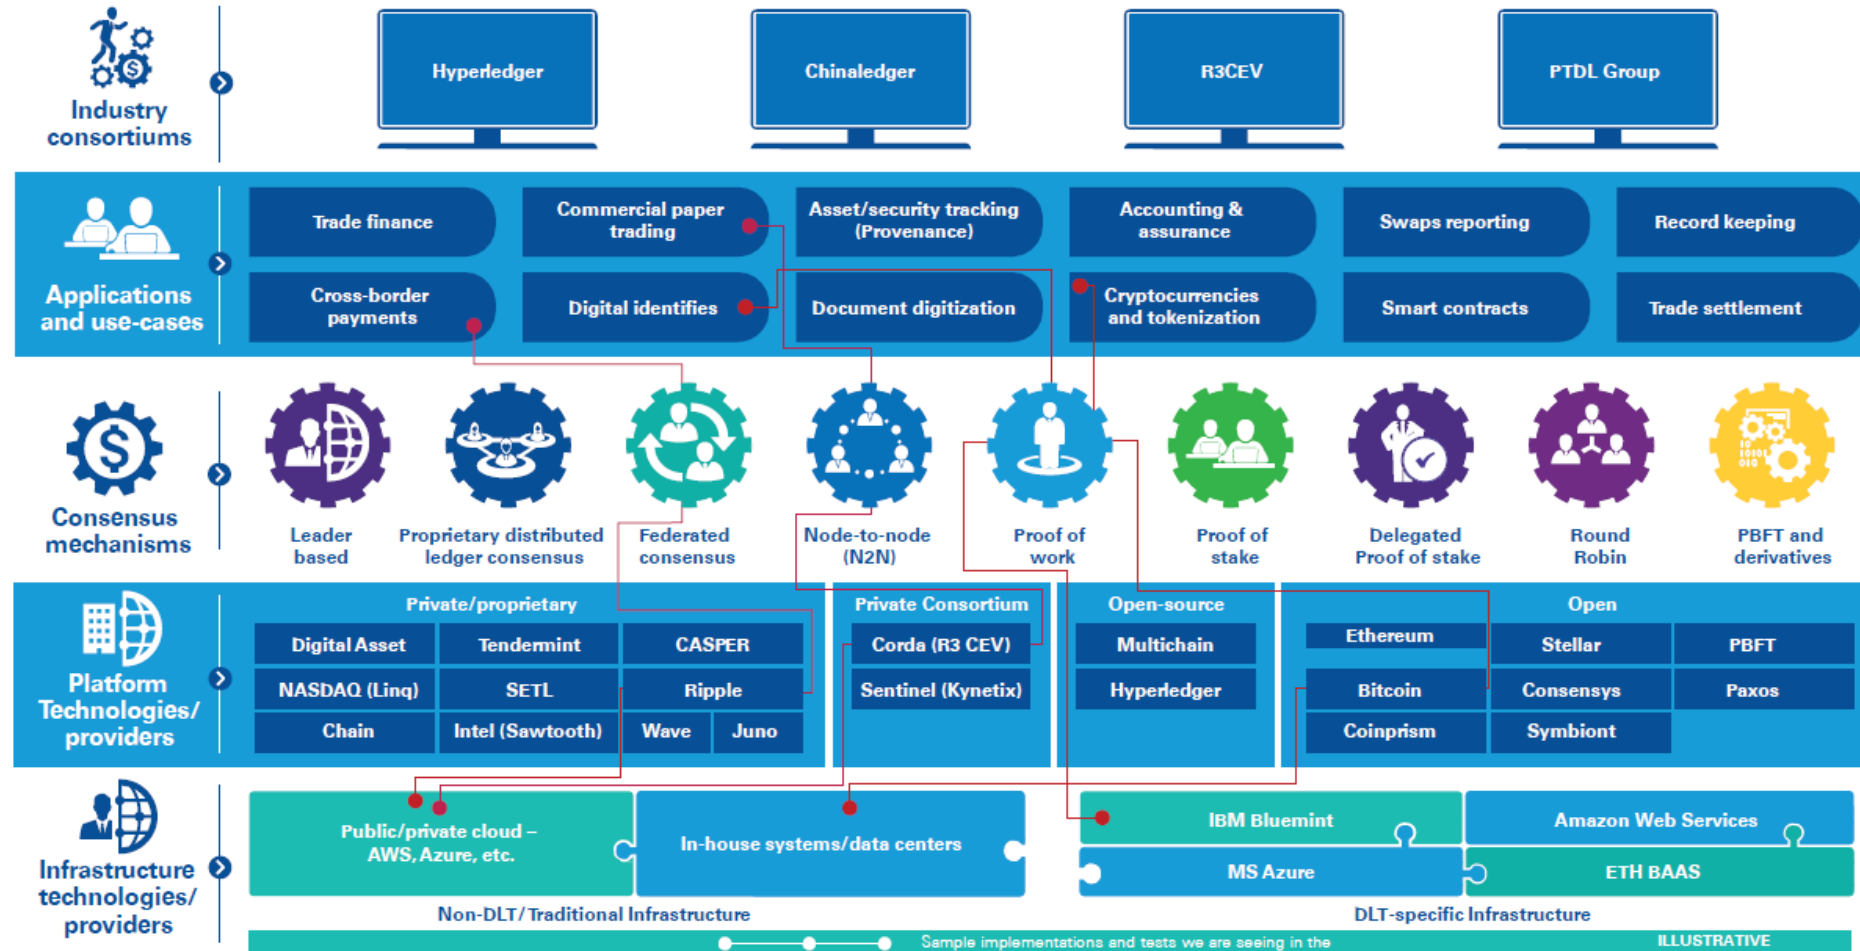 Industry
consortiums
Hyperledger
Chinaledger
R3CEV
PTDL Group
Applications
and use-cases
Trade finance
Commercial paper
trading
Asset/security tracking
(Provenance)
Accounting &
assurance
Swaps reporting
Record keeping
Cross-border
payments
Digital identifies
Document digitization
Cryptocurrencies
and tokenization
Smart contracts
Trade settlement
Consensus
mechanisms
Leader
based
Proprietary distributed
ledger consensus
Federated
consensus
Node-to-node
(N2N)
Proof of
work
Proof of
stake
Delegated
Proof of stake
Round
Robin
PBFT and
derivatives
Platform
Technologies/
providers
Private/proprietary
Digital Asset
Tendermint
CASPER
NASDAQ (Linq)
SETL
Ripple
Chain
Intel (Sawtooth)
Wave
Juno
Private Consortium
Corda (R3 CEV)
Sentinel (Kynetix)
Open-source
Multichain
Hyperledger
Open
Ethereum
Stellar
PBFT
Bitcoin
Consensys
Paxos
Coinprism
Symbiont
Infrastructure
technologies/
providers
Public/private cloud –
AWS, Azure, etc.
In-house systems/data centers
IBM Bluemint
Amazon Web Services
MS Azure
ETH BAAS
Non-DLT/Traditional Infrastructure
DLT-specific Infrastructure
Sample implementations and tests we are seeing in the
ILLUSTRATIVE